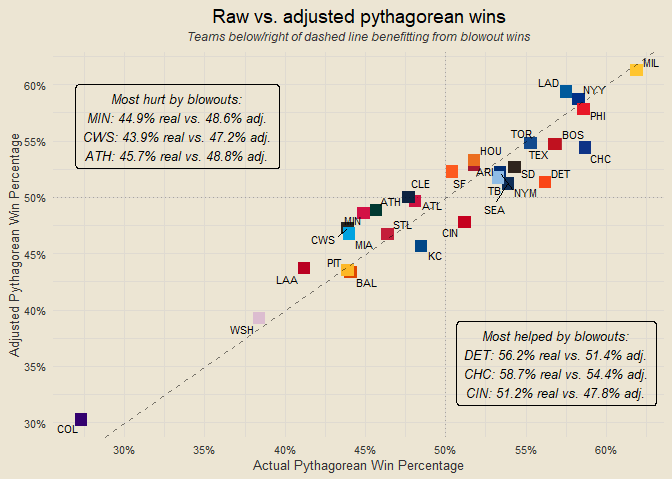 Raw vs. adjusted pythagorean wins
Teams below/right of dashed line benefitting from blowout wins
Adjusted Pythagorean Win Percentage
60%
55%
50%
45%
40%
35%
30%
Most hurt by blowouts:
MIN: 44.9% real vs. 48.6% adj.
CWS: 43.9% real vs. 47.2% adj.
ATH: 45.7% real vs. 48.8% adj.
MIL
LAD
NYY
PHI
TOR
BOS
HOU
TEX
CHC
ARI
SD
DET
CLE
SF
TB
NYM
ATH
ATL
SEA
MIN
STL
CIN
CWS
MIA
KC
PIT
LAA
BAL
WSH
COL
Most helped by blowouts:
DET: 56.2% real vs. 51.4% adj.
CHC: 58.7% real vs. 54.4% adj.
CIN: 51.2% real vs. 47.8% adj.
30%
35%
40%
45%
50%
55%
60%
Actual Pythagorean Win Percentage